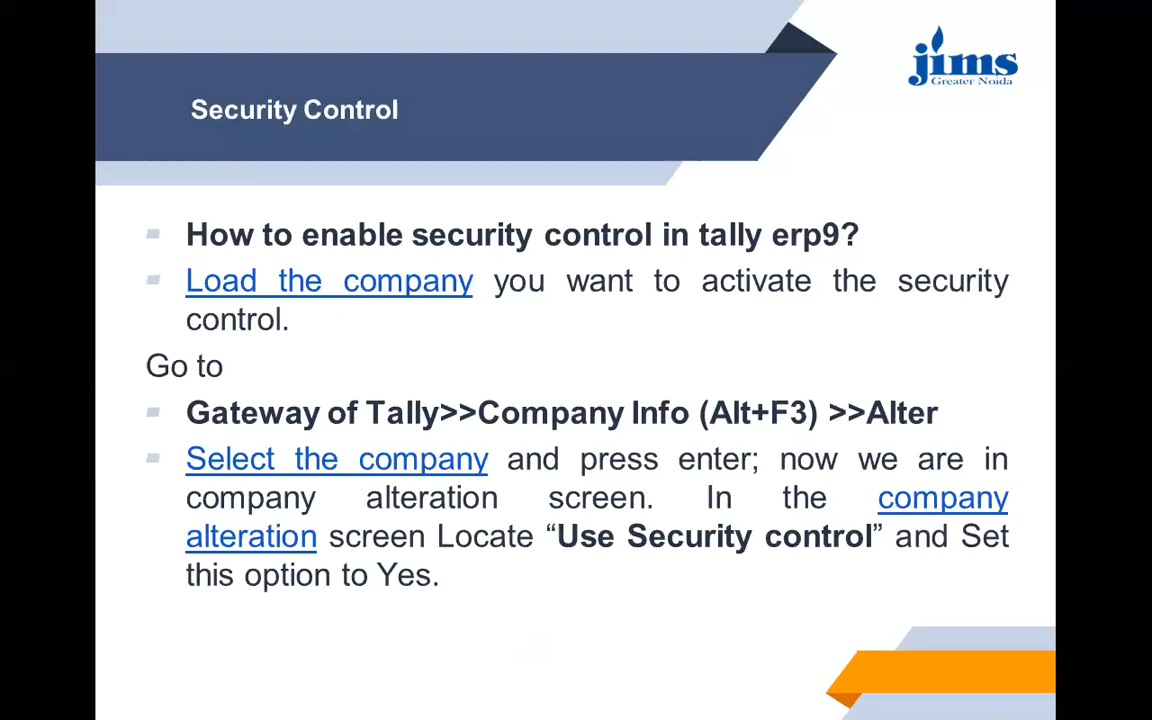 jims
Greater Noida
Security Control
How to enable security control in tally erp9?
Load the company you want to activate the security
control.
Go to
Gateway of Tally>>Company Info (Alt+F3) >>Alter
Select the company and press enter; now we are in
company alteration screen. In the company
alteration screen Locate “Use Security control” and Set
this option to Yes.